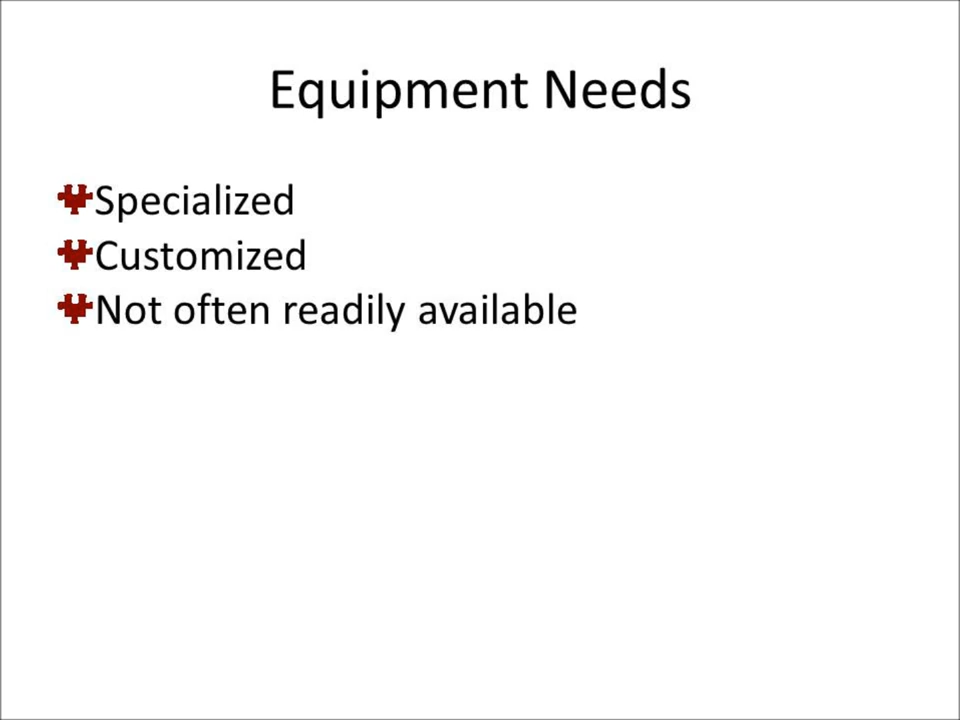 Equipment Needs
Specialized
Customized
Not often readily available